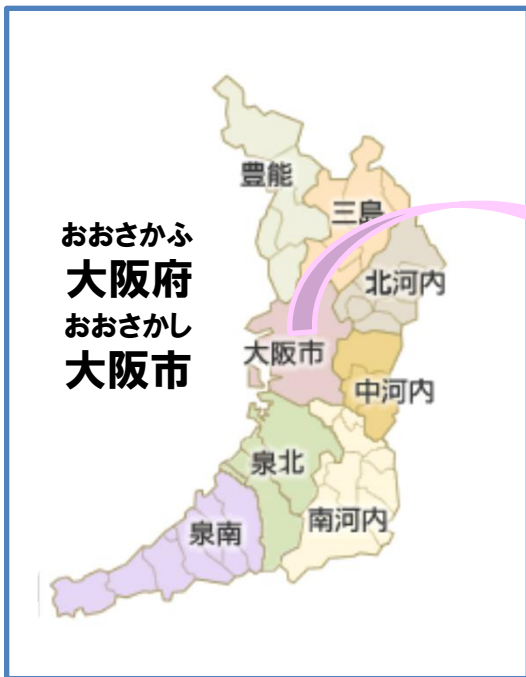 おおさかふ
大阪府
おおさかし
大阪市
豊能
三島
北河内
大阪市
中河内
泉北
南河内
泉南